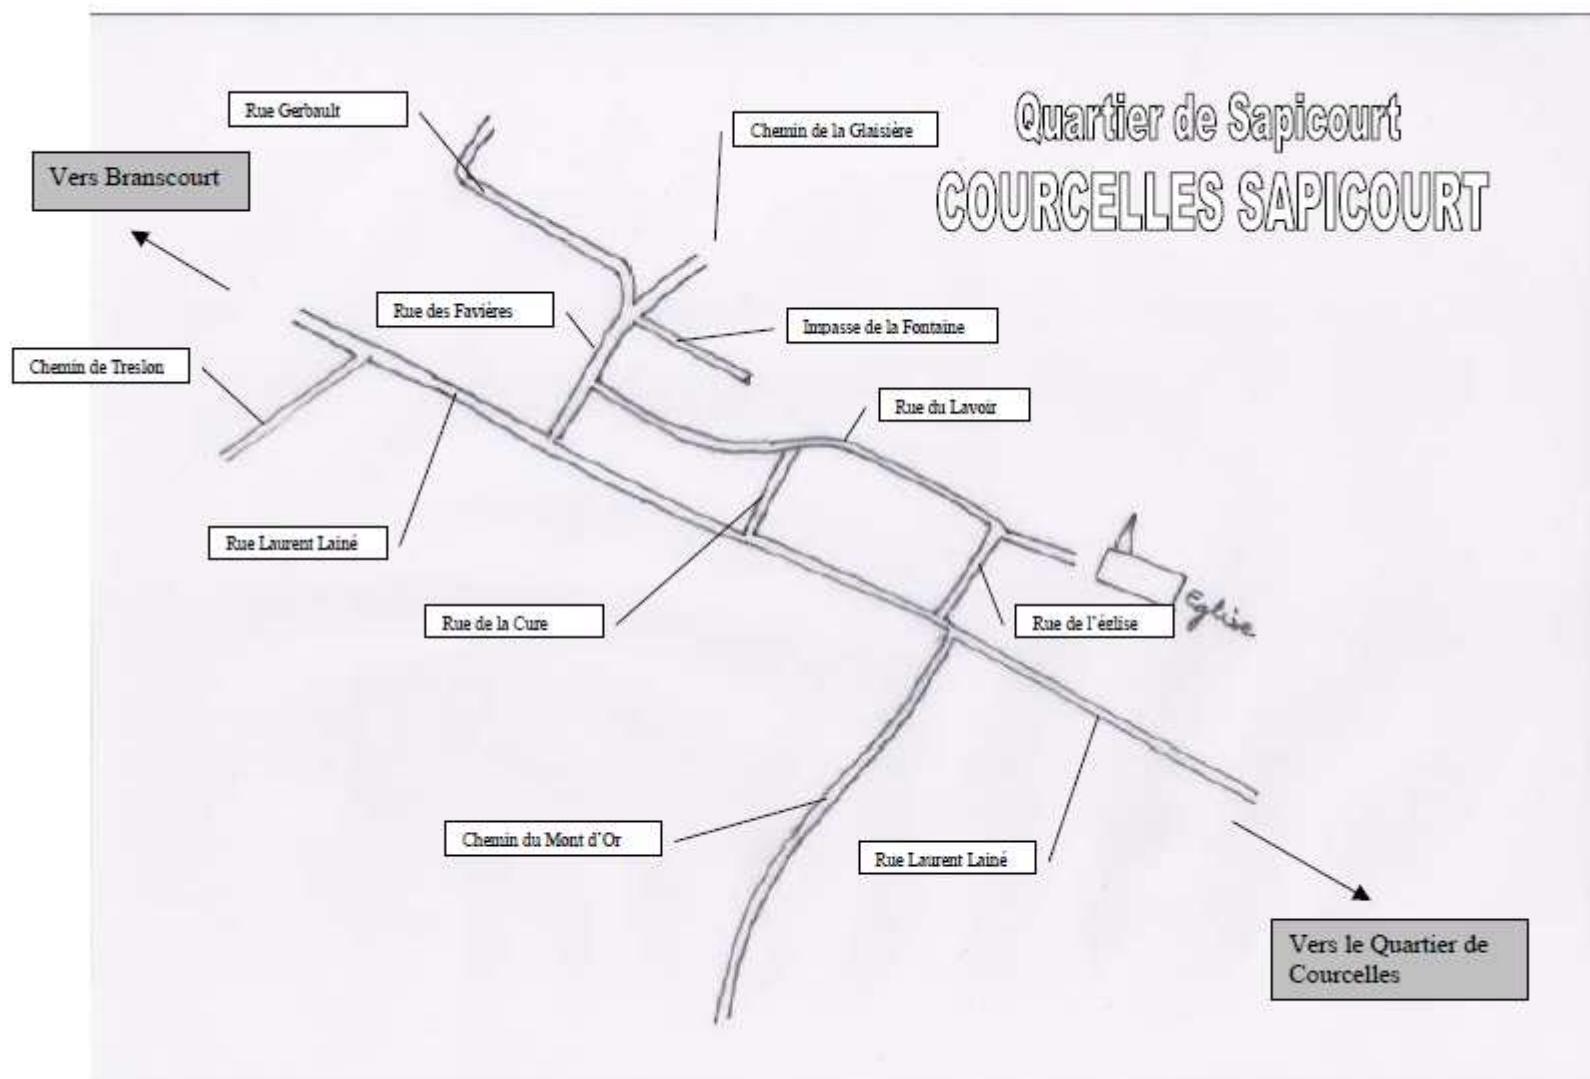 Quartier de Sapicourt
COURCELLES SAPICOURT
Rue Gerbault
Chemin de la Glaisière
Vers Branscourt
Rue des Favières
Impasse de la Fontaine
Chemin de Treslon
Rue du Lavoir
Rue Laurent Lainé
Rue de la Cure
Rue de l'église
Eglise
Chemin du Mont d'Or
Rue Laurent Lainé
Vers le Quartier de
Courcelles